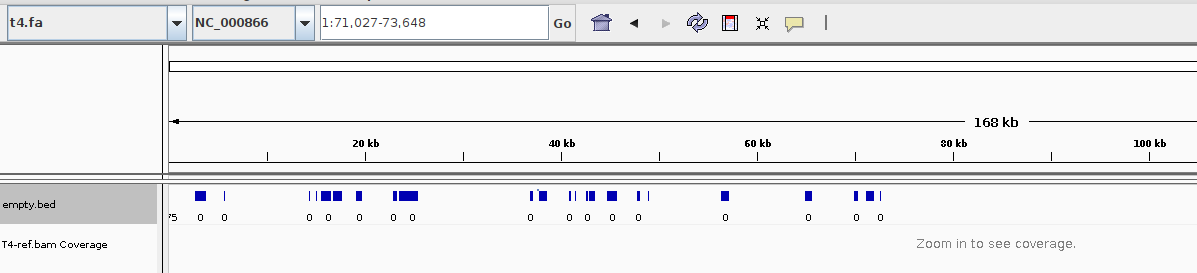 t4.fa NC_000866 1:71,027-73,648 Go
168 kb
20 kb 40 kb 60 kb 80 kb 100 kb
empty.bed
75 0 0 0 0 0 0 0 0 0 0 0 0 0 0 0 0
T4-ref.bam Coverage Zoom in to see coverage.